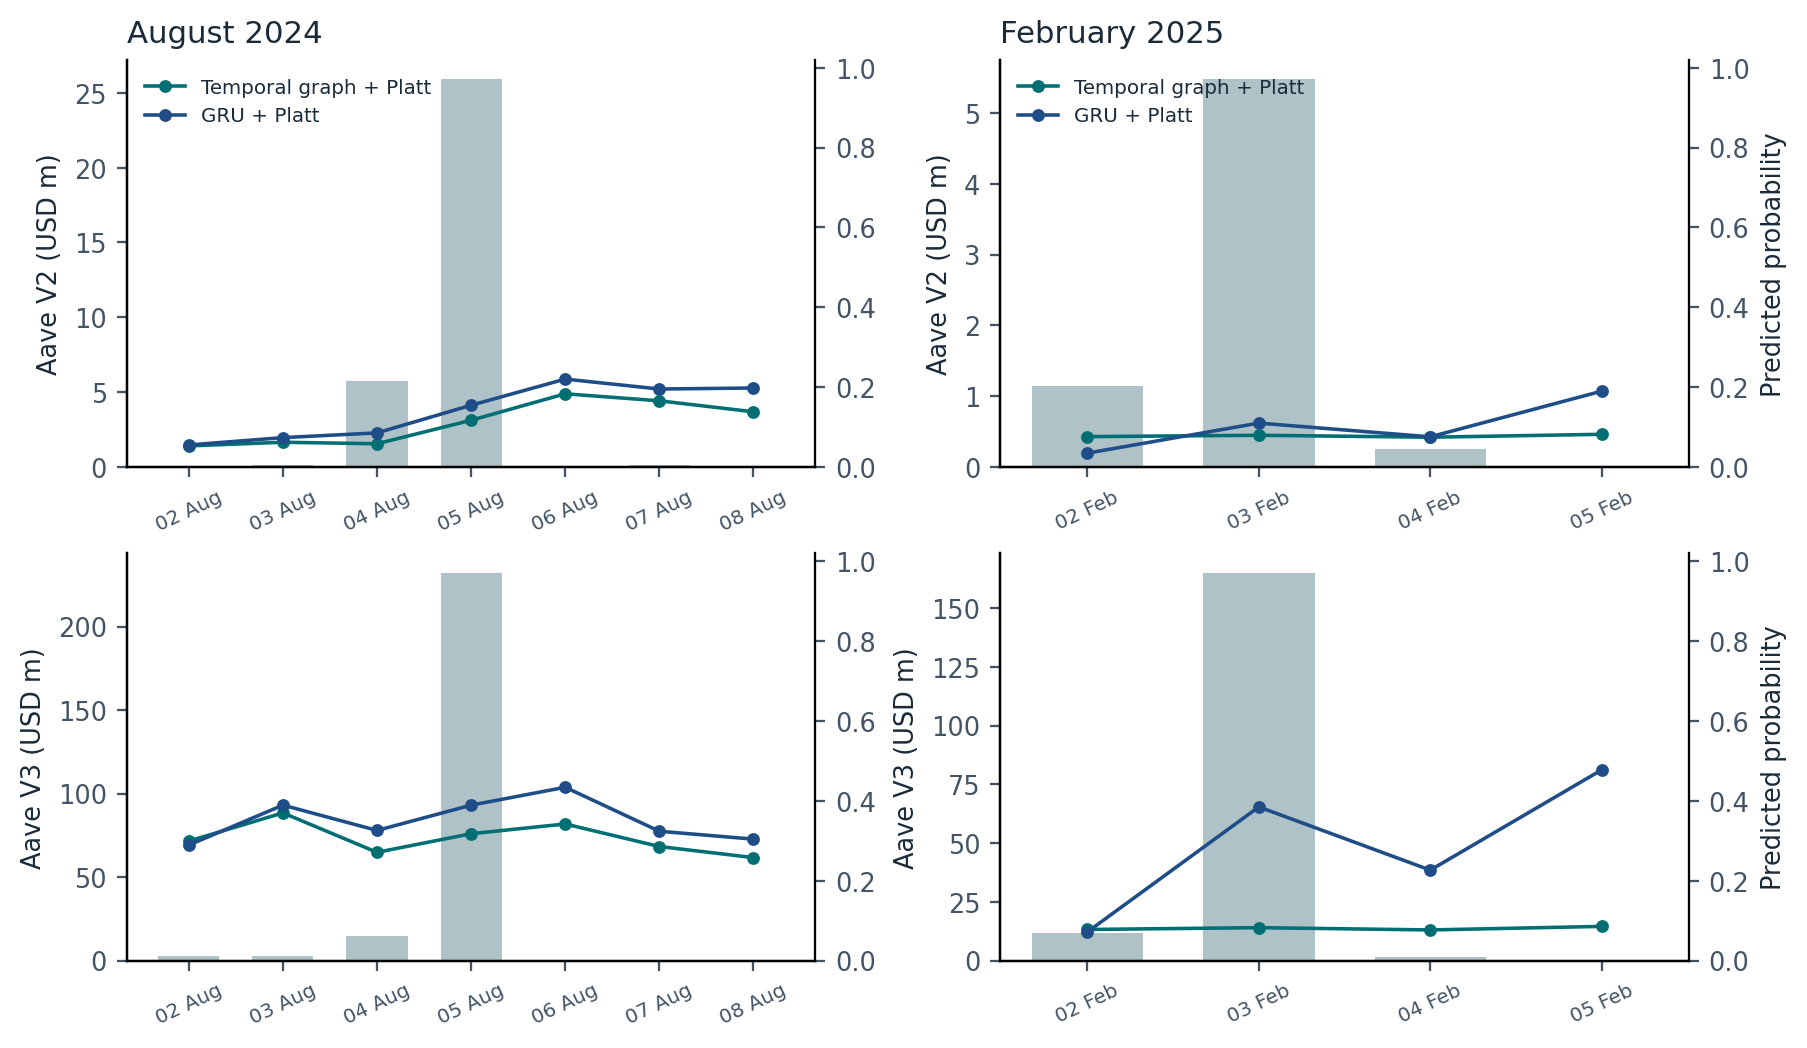 August 2024
Temporal graph + Platt
GRU + Platt
Aave V2 (USD m)
25
20
15
10
5
0
1.0
0.8
0.6
0.4
0.2
0.0
02 Aug
03 Aug
04 Aug
05 Aug
06 Aug
07 Aug
08 Aug
February 2025
Temporal graph + Platt
GRU + Platt
Aave V2 (USD m)
5
4
3
2
1
0
1.0
0.8
0.6
0.4
0.2
0.0
Predicted probability
02 Feb
03 Feb
04 Feb
05 Feb
Aave V3 (USD m)
200
150
100
50
0
1.0
0.8
0.6
0.4
0.2
0.0
02 Aug
03 Aug
04 Aug
05 Aug
06 Aug
07 Aug
08 Aug
Aave V3 (USD m)
150
125
100
75
50
25
0
1.0
0.8
0.6
0.4
0.2
0.0
Predicted probability
02 Feb
03 Feb
04 Feb
05 Feb